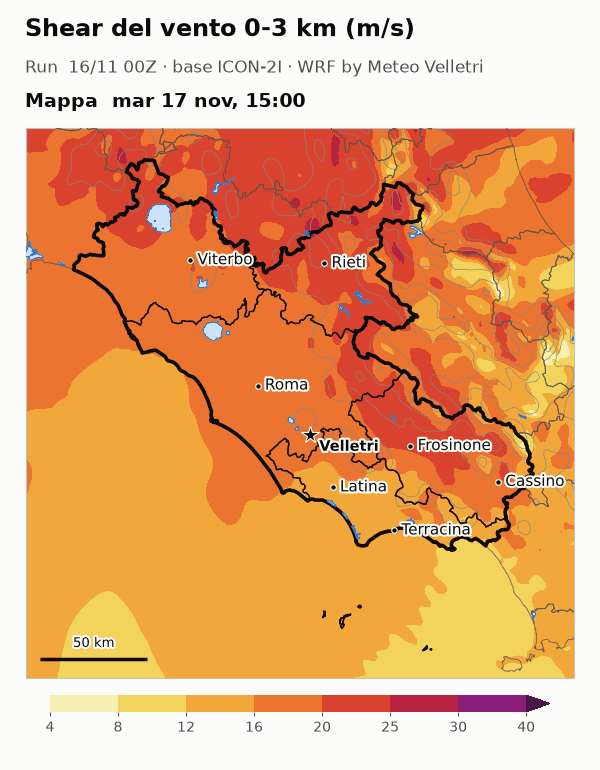 Shear del vento 0-3 km (m/s)
Run  16/11 00Z · base ICON-2I · WRF by Meteo Velletri
Mappa  mar 17 nov, 15:00
Viterbo
Rieti
Roma
Velletri
Frosinone
Cassino
Latina
Terracina
50 km
4 8 12 16 20 25 30 40